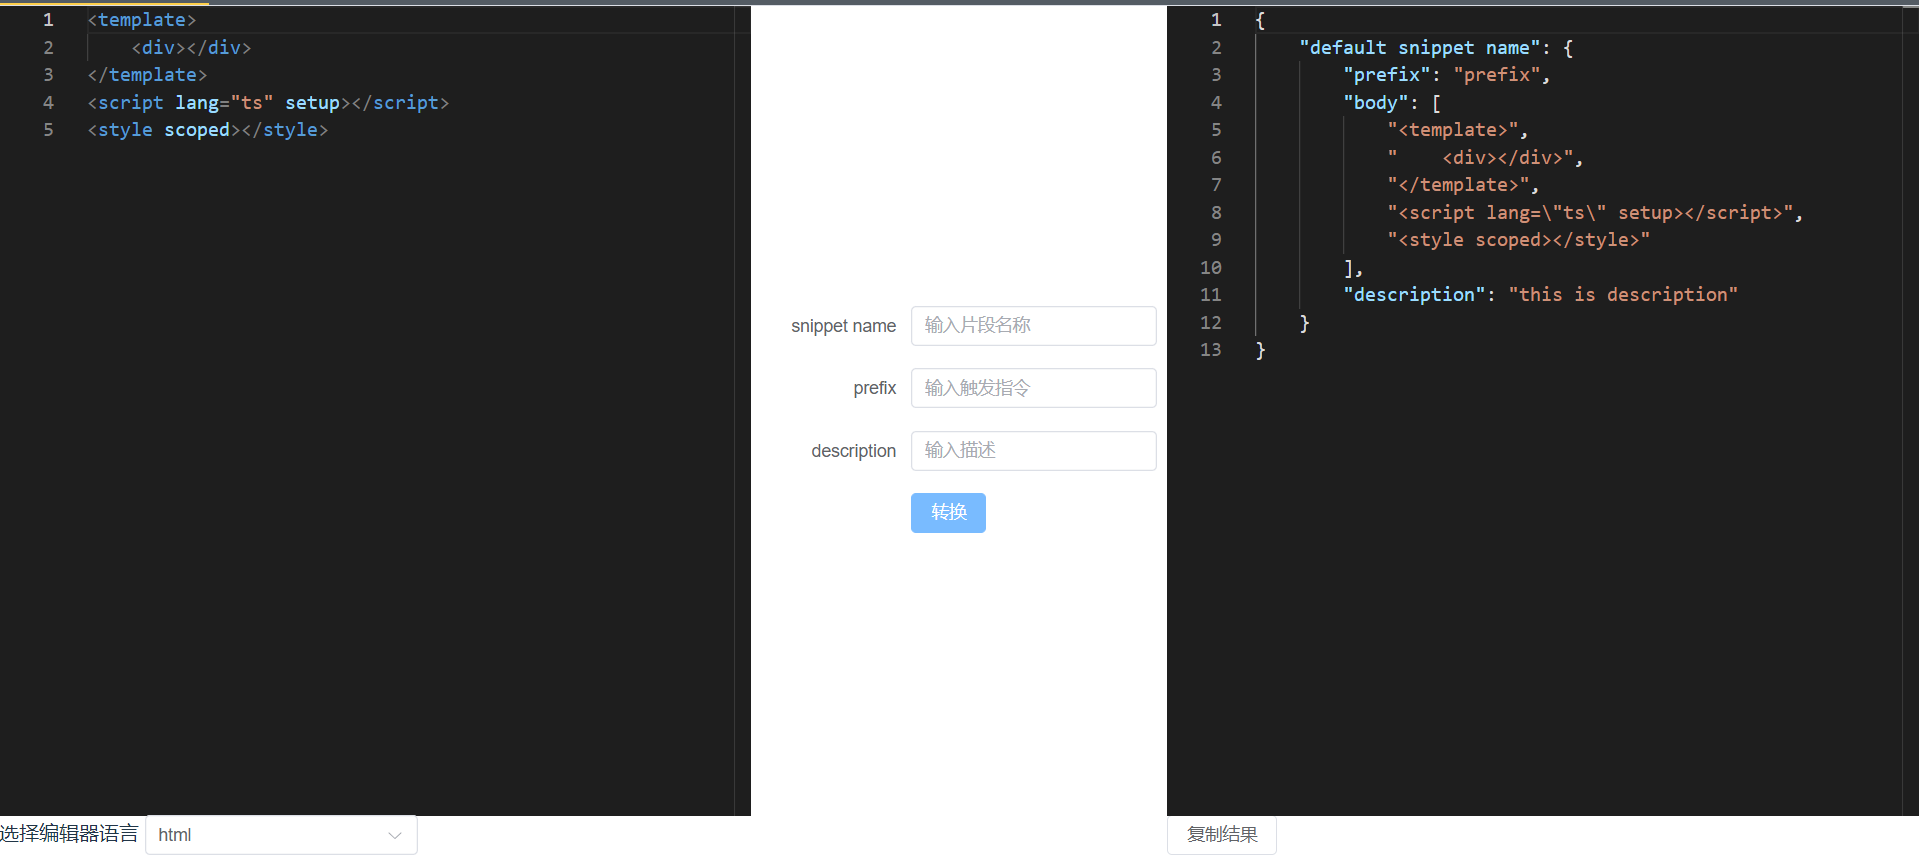 1 <template>
2     <div></div>
3 </template>
4 <script lang="ts" setup></script>
5 <style scoped></style>
选择编辑器语言 html
snippet name 输入片段名称
prefix 输入触发指令
description 输入描述
转换
1 {
2     "default snippet name": {
3         "prefix": "prefix",
4         "body": [
5             "<template>",
6             "    <div></div>",
7             "</template>",
8             "<script lang=\"ts\" setup></script>",
9             "<style scoped></style>"
10         ],
11         "description": "this is description"
12     }
13 }
复制结果